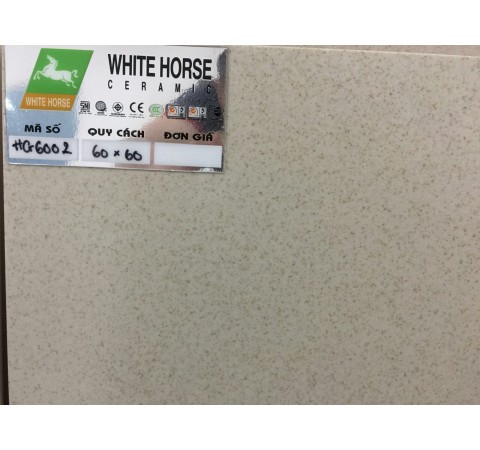 WHITE HORSE
CERAMIC
WHITE HORSE
MÃ SỐ QUY CÁCH ĐƠN GIÁ
HG6002 60 x 60